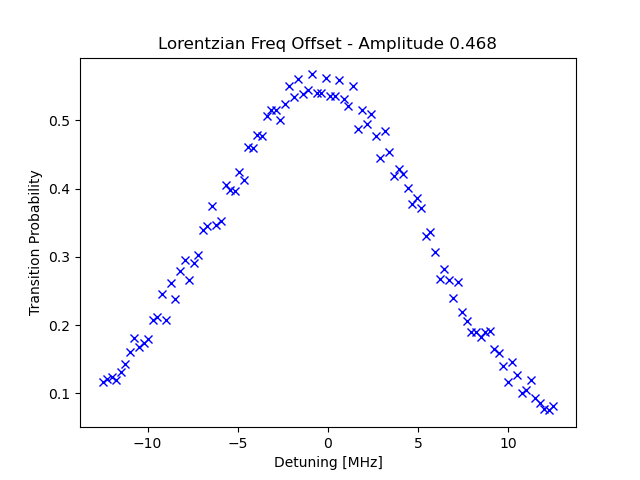 Lorentzian Freq Offset - Amplitude 0.468
Transition Probability
0.5
0.4
0.3
0.2
0.1
−10 −5 0 5 10
Detuning [MHz]